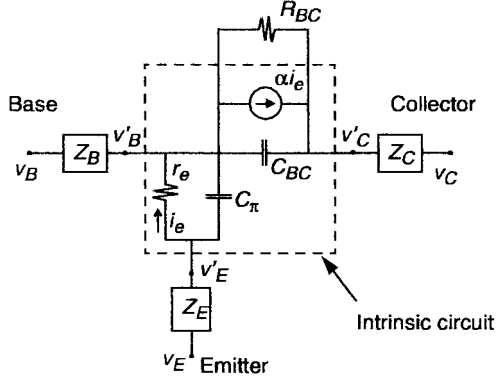 R_BC
αi_e
Base
Collector
v'_B
v'_C
v_B
Z_B
r_e
C_BC
Z_C
v_C
C_π
i_e
v'_E
Z_E
Intrinsic circuit
v_E
Emitter